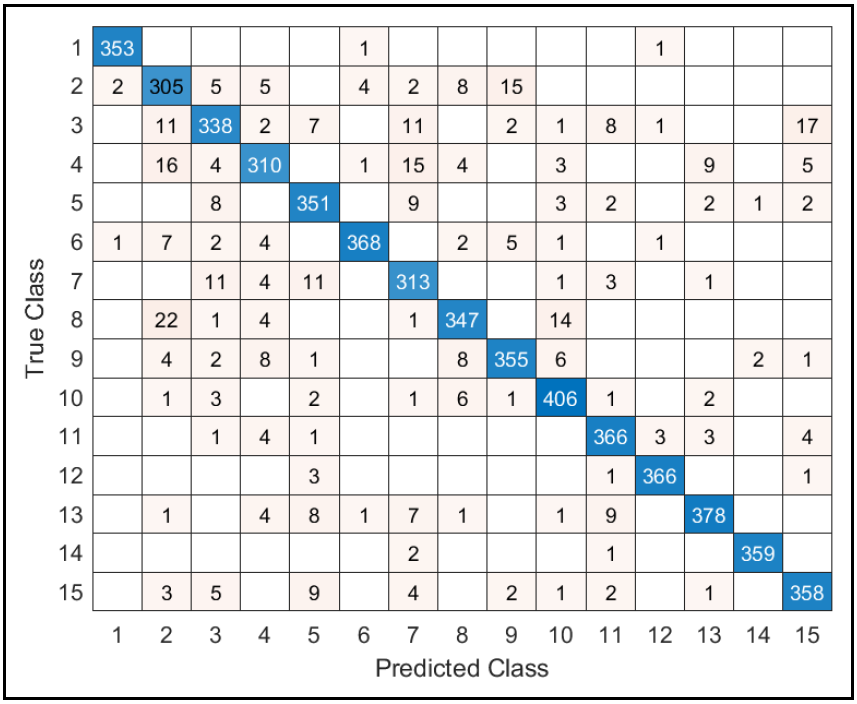 1 353 1 1
2 2 305 5 5 4 2 8 15
3 11 338 2 7 11 2 1 8 1 17
4 16 4 310 1 15 4 3 9 5
5 8 351 9 3 2 2 1 2
6 1 7 2 4 368 2 5 1 1
7 11 4 11 313 1 3 1
8 22 1 4 1 347 14
9 4 2 8 1 8 355 6 2 1
10 1 3 2 1 6 1 406 1 2
11 1 4 1 366 3 3 4
12 3 1 366 1
13 1 4 8 1 7 1 1 9 378
14 2 1 359
15 3 5 9 4 2 1 2 1 358
1 2 3 4 5 6 7 8 9 10 11 12 13 14 15
Predicted Class
True Class